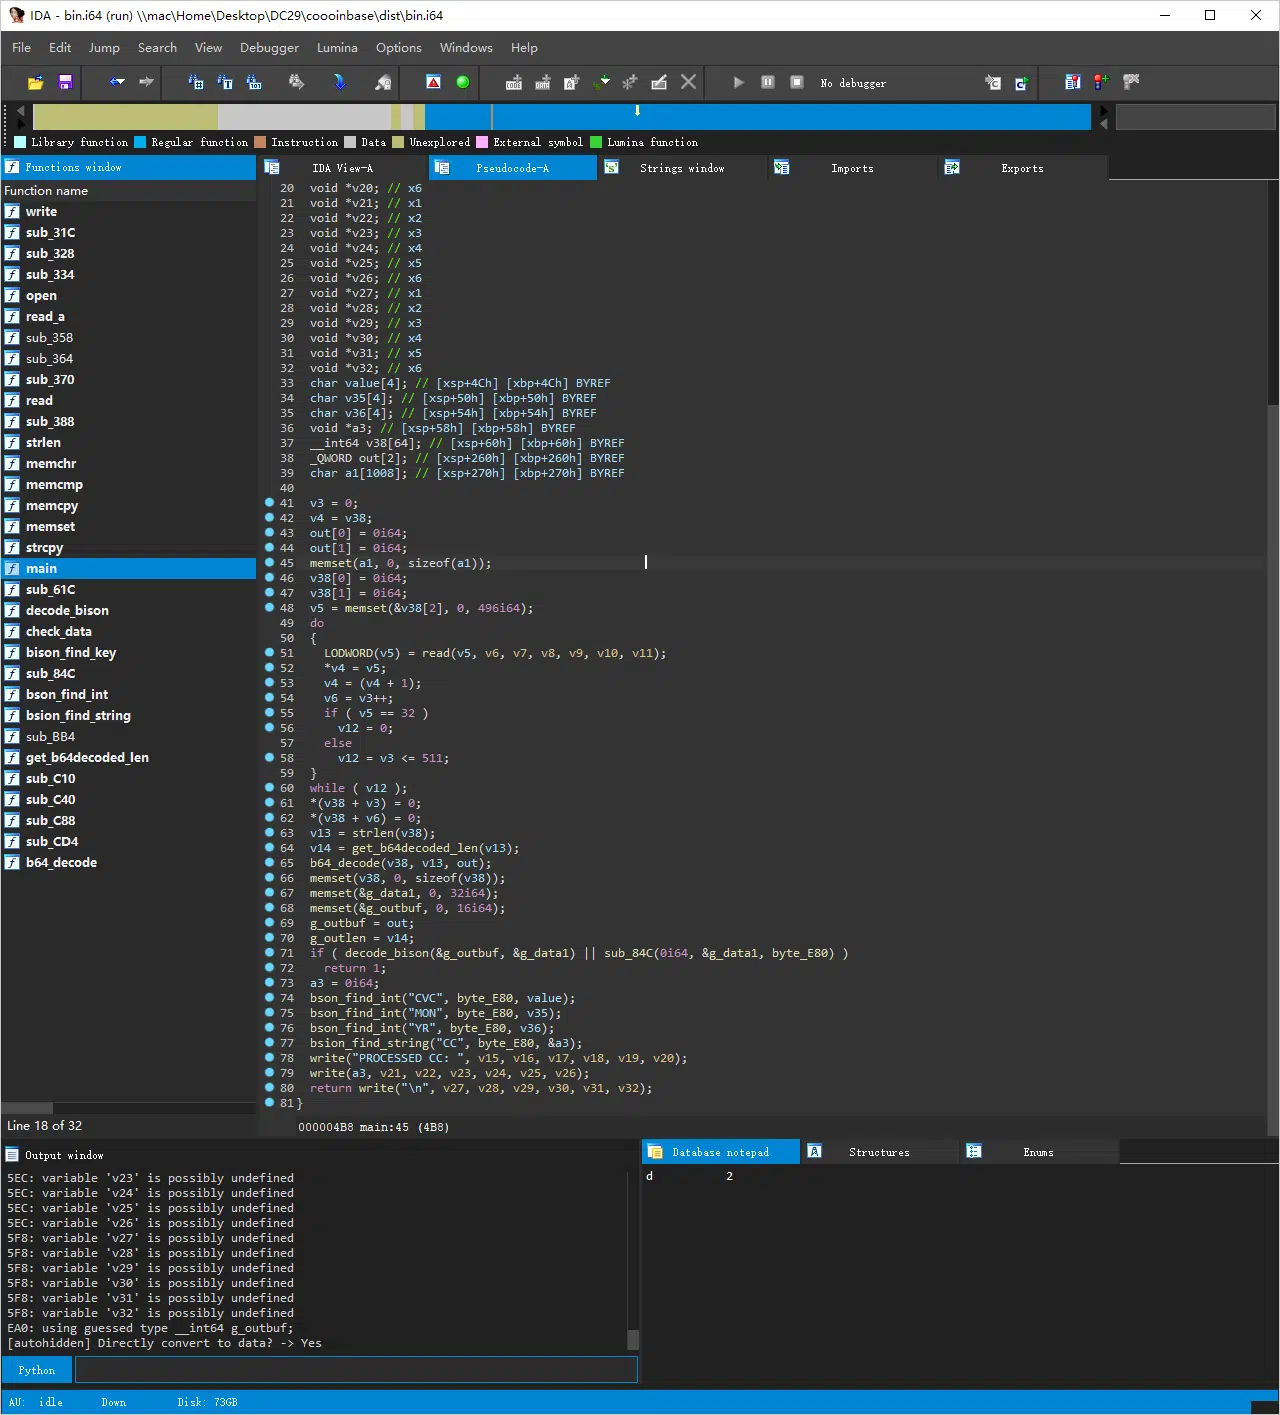 IDA - bin.i64 (run) \\mac\Home\Desktop\DC29\coooinbase\dist\bin.i64
File Edit Jump Search View Debugger Lumina Options Windows Help
No debugger
Library function Regular function Instruction Data Unexplored External symbol Lumina function
Functions window
IDA View-A Pseudocode-A Strings window Imports Exports
Function name
write
sub_31C
sub_328
sub_334
open
read_a
sub_358
sub_364
sub_370
read
sub_388
strlen
memchr
memcmp
memcpy
memset
strcpy
main
sub_61C
decode_bison
check_data
bison_find_key
sub_84C
bson_find_int
bsion_find_string
sub_BB4
get_b64decoded_len
sub_C10
sub_C40
sub_C88
sub_CD4
b64_decode
Line 18 of 32
20 void *v20; // x6
21 void *v21; // x1
22 void *v22; // x2
23 void *v23; // x3
24 void *v24; // x4
25 void *v25; // x5
26 void *v26; // x6
27 void *v27; // x1
28 void *v28; // x2
29 void *v29; // x3
30 void *v30; // x4
31 void *v31; // x5
32 void *v32; // x6
33 char value[4]; // [xsp+4Ch] [xbp+4Ch] BYREF
34 char v35[4]; // [xsp+50h] [xbp+50h] BYREF
35 char v36[4]; // [xsp+54h] [xbp+54h] BYREF
36 void *a3; // [xsp+58h] [xbp+58h] BYREF
37 __int64 v38[64]; // [xsp+60h] [xbp+60h] BYREF
38 _QWORD out[2]; // [xsp+260h] [xbp+260h] BYREF
39 char a1[1008]; // [xsp+270h] [xbp+270h] BYREF
40
41 v3 = 0;
42 v4 = v38;
43 out[0] = 0i64;
44 out[1] = 0i64;
45 memset(a1, 0, sizeof(a1));
46 v38[0] = 0i64;
47 v38[1] = 0i64;
48 v5 = memset(&v38[2], 0, 496i64);
49 do
50 {
51 LODWORD(v5) = read(v5, v6, v7, v8, v9, v10, v11);
52 *v4 = v5;
53 v4 = (v4 + 1);
54 v6 = v3++;
55 if ( v5 == 32 )
56 v12 = 0;
57 else
58 v12 = v3 <= 511;
59 }
60 while ( v12 );
61 *(v38 + v3) = 0;
62 *(v38 + v6) = 0;
63 v13 = strlen(v38);
64 v14 = get_b64decoded_len(v13);
65 b64_decode(v38, v13, out);
66 memset(v38, 0, sizeof(v38));
67 memset(&g_data1, 0, 32i64);
68 memset(&g_outbuf, 0, 16i64);
69 g_outbuf = out;
70 g_outlen = v14;
71 if ( decode_bison(&g_outbuf, &g_data1) || sub_84C(0i64, &g_data1, byte_E80) )
72 return 1;
73 a3 = 0i64;
74 bson_find_int("CVC", byte_E80, value);
75 bson_find_int("MON", byte_E80, v35);
76 bson_find_int("YR", byte_E80, v36);
77 bsion_find_string("CC", byte_E80, &a3);
78 write("PROCESSED CC: ", v15, v16, v17, v18, v19, v20);
79 write(a3, v21, v22, v23, v24, v25, v26);
80 return write("\n", v27, v28, v29, v30, v31, v32);
81 }
000004B8 main:45 (4B8)
Output window
5EC: variable 'v23' is possibly undefined
5EC: variable 'v24' is possibly undefined
5EC: variable 'v25' is possibly undefined
5EC: variable 'v26' is possibly undefined
5F8: variable 'v27' is possibly undefined
5F8: variable 'v28' is possibly undefined
5F8: variable 'v29' is possibly undefined
5F8: variable 'v30' is possibly undefined
5F8: variable 'v31' is possibly undefined
5F8: variable 'v32' is possibly undefined
EA0: using guessed type __int64 g_outbuf;
[autohidden] Directly convert to data? -> Yes
Python
Database notepad Structures Enums
d 2
AU: idle Down Disk: 73GB